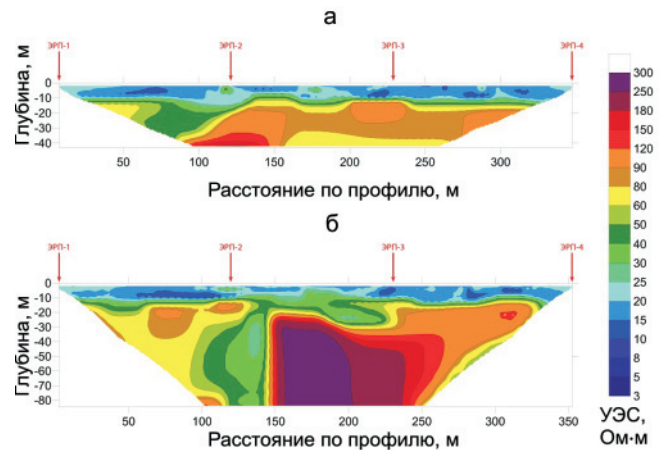 а
ЭРП-1 ЭРП-2 ЭРП-3 ЭРП-4
Глубина, м
0
-10
-20
-30
-40
50 100 150 200 250 300
Расстояние по профилю, м
б
ЭРП-1 ЭРП-2 ЭРП-3 ЭРП-4
Глубина, м
0
-10
-20
-30
-40
-50
-60
-70
-80
50 100 150 200 250 300 350
Расстояние по профилю, м
300
250
180
150
120
90
80
60
50
40
30
25
20
15
10
8
5
3
УЭС,
Ом·м